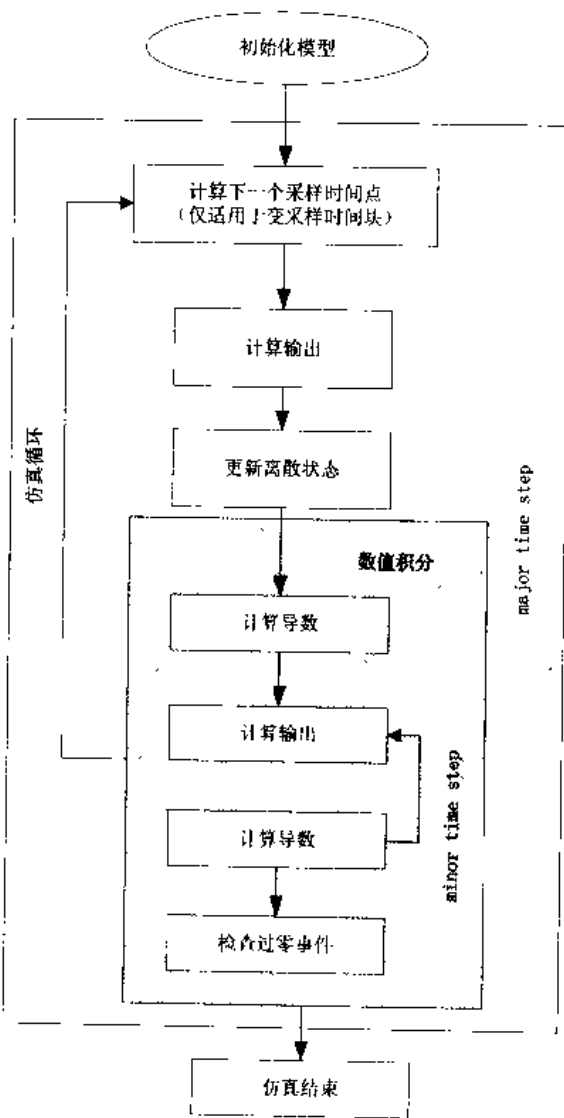 初始化模型
计算下一个采样时间点
（仅适用于变采样时间块）
计算输出
更新离散状态
仿真循环
major time step
数值积分
计算导数
计算输出
minor time step
计算导数
检查过零事件
仿真结束